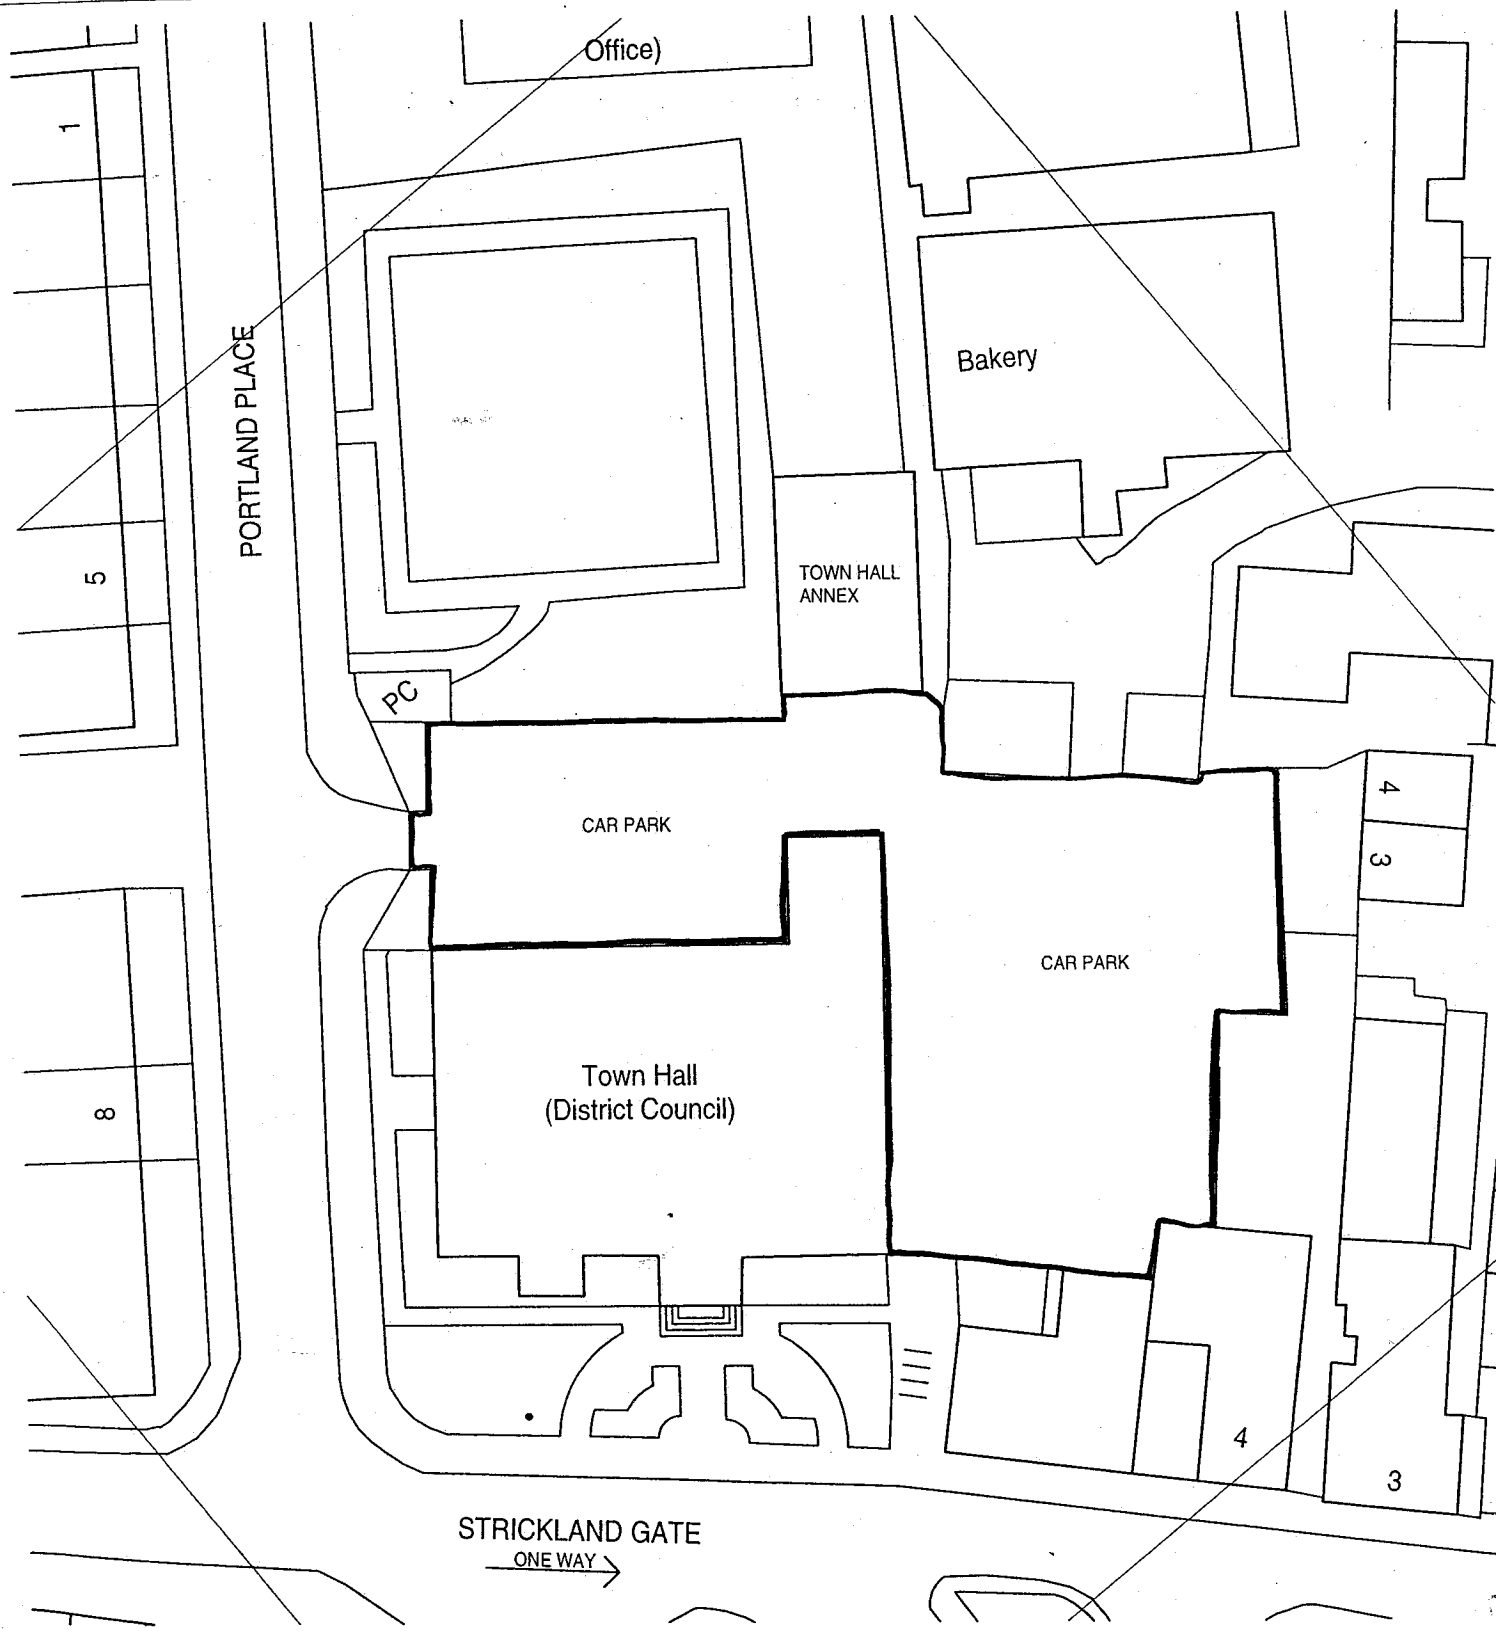 Office)
1
PORTLAND PLACE
Bakery
TOWN HALL
ANNEX
5
PC
4
CAR PARK
3
CAR PARK
Town Hall
(District Council)
8
4
3
STRICKLAND GATE
ONE WAY